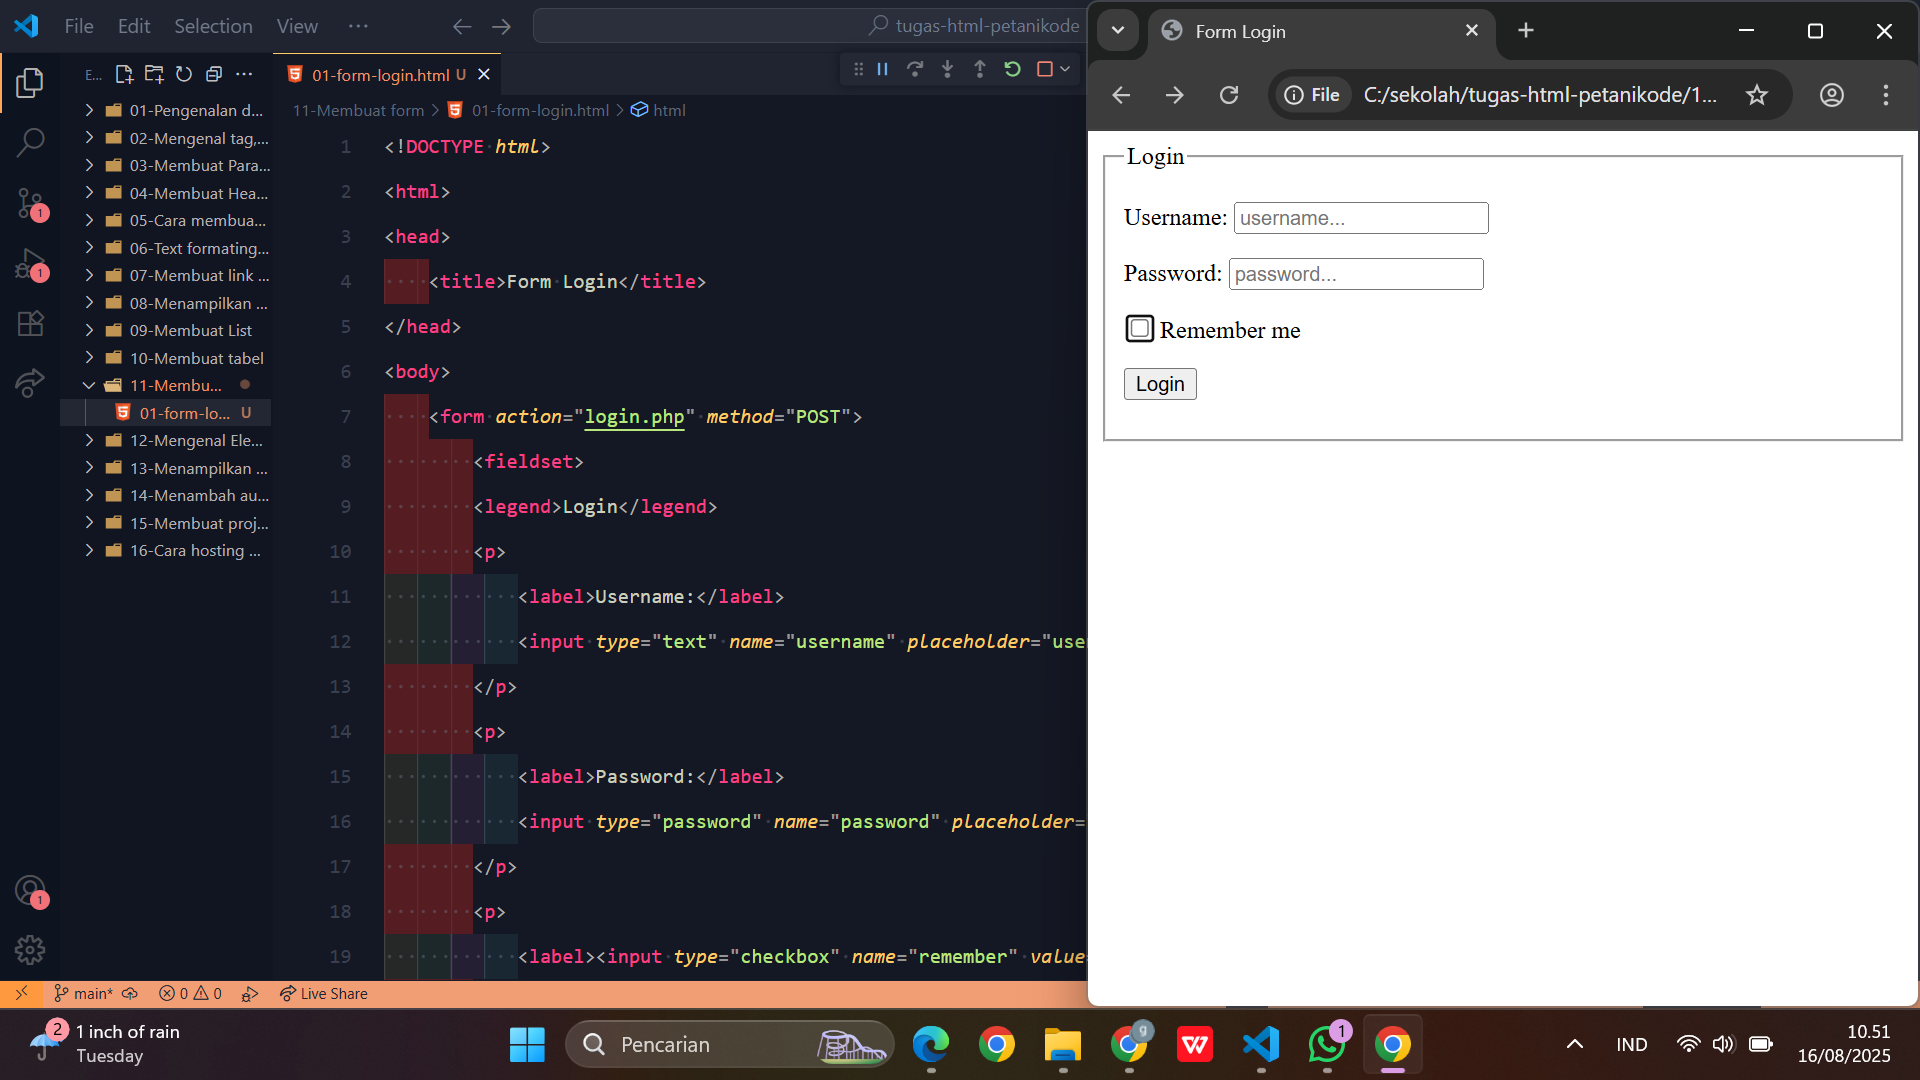 File Edit Selection View ···
tugas-html-petanikode
E...
01-Pengenalan d...
02-Mengenal tag,...
03-Membuat Para...
04-Membuat Hea...
05-Cara membua...
06-Text formating...
07-Membuat link ...
08-Menampilkan ...
09-Membuat List
10-Membuat tabel
11-Membu...
01-form-lo... U
12-Mengenal Ele...
13-Menampilkan ...
14-Menambah au...
15-Membuat proj...
16-Cara hosting ...
1
1
1
01-form-login.html U
11-Membuat form > 01-form-login.html > html
1 <!DOCTYPE html>
2 <html>
3 <head>
4 <title>Form Login</title>
5 </head>
6 <body>
7 <form action="login.php" method="POST">
8 <fieldset>
9 <legend>Login</legend>
10 <p>
11 <label>Username:</label>
12 <input type="text" name="username" placeholder="use
13 </p>
14 <p>
15 <label>Password:</label>
16 <input type="password" name="password" placeholder=
17 </p>
18 <p>
19 <label><input type="checkbox" name="remember" value=
main* 0 0 Live Share
Form Login
File C:/sekolah/tugas-html-petanikode/1...
Login
Username: username...
Password: password...
Remember me
Login
2 1 inch of rain
Tuesday
Pencarian
g
W
1
IND
10.51
16/08/2025